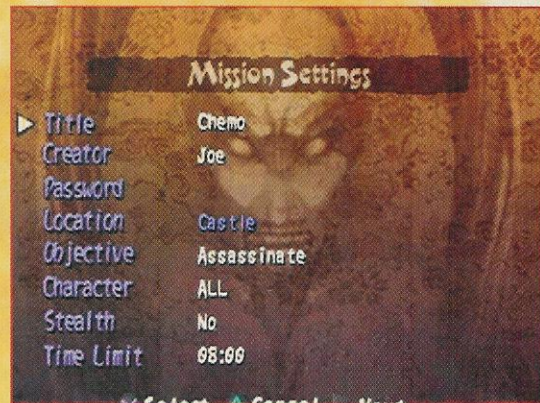 Mission Settings
Title Chemo
Creator Joe
Password
Location Castle
Objective Assassinate
Character ALL
Stealth No
Time Limit 08:00
Select Cancel